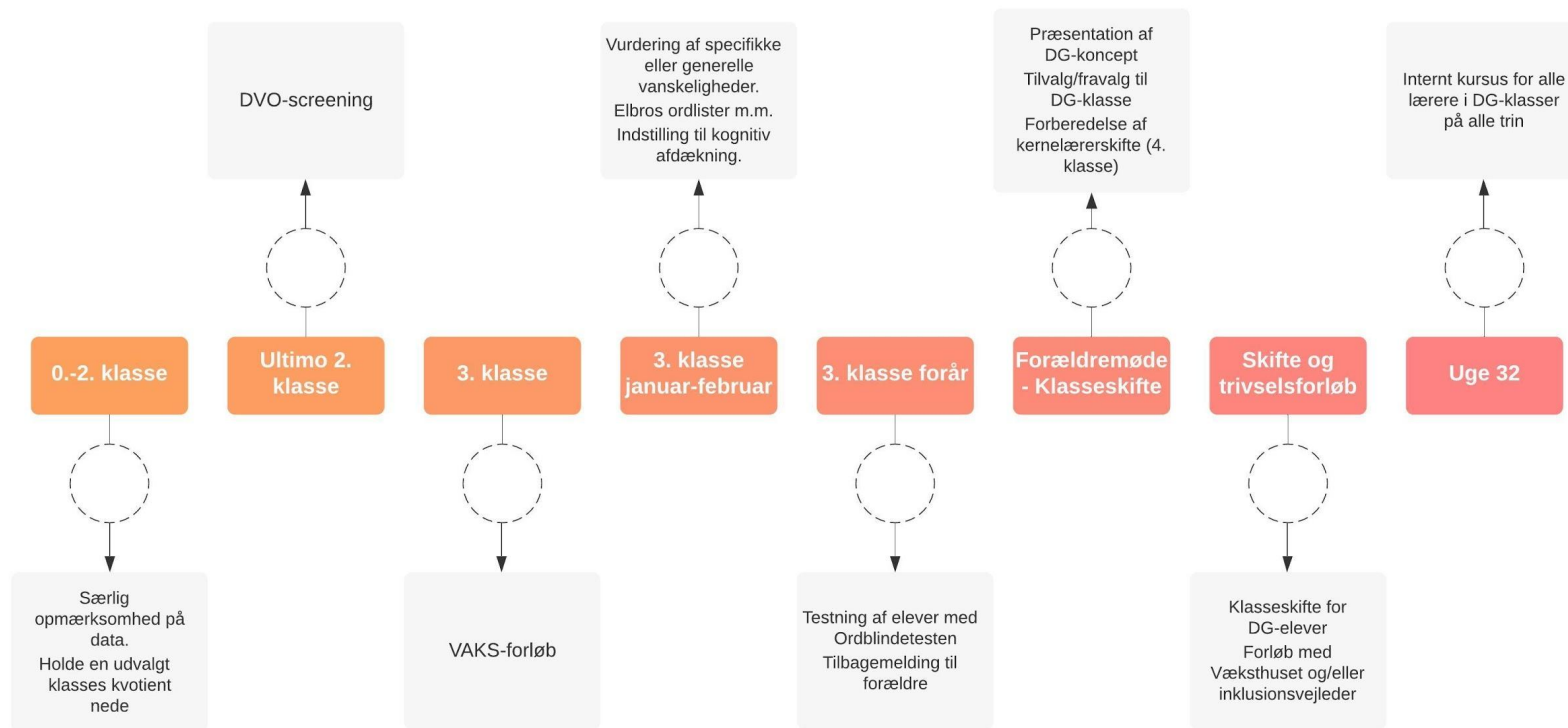 DVO-screening
Vurdering af specifikke
eller generelle
vanskeligheder.
Elbros ordlister m.m.
Indstilling til kognitiv
afdækning.
Præsentation af
DG-koncept
Tilvalg/fravalg til
DG-klasse
Forberedelse af
kernelærerskifte (4.
klasse)
Internt kursus for alle
lærere i DG-klasser
på alle trin
0.-2. klasse
Ultimo 2.
klasse
3. klasse
3. klasse
januar-februar
3. klasse forår
Forældremøde
- Klasseskifte
Skifte og
trivselsforløb
Uge 32
Særlig
opmærksomhed på
data.
Holde en udvalgt
klasses kvotient
nede
VAKS-forløb
Testning af elever med
Ordblindetesten
Tilbagemelding til
forældre
Klasseskifte for
DG-elever
Forløb med
Væksthuset og/eller
inklusionsvejleder